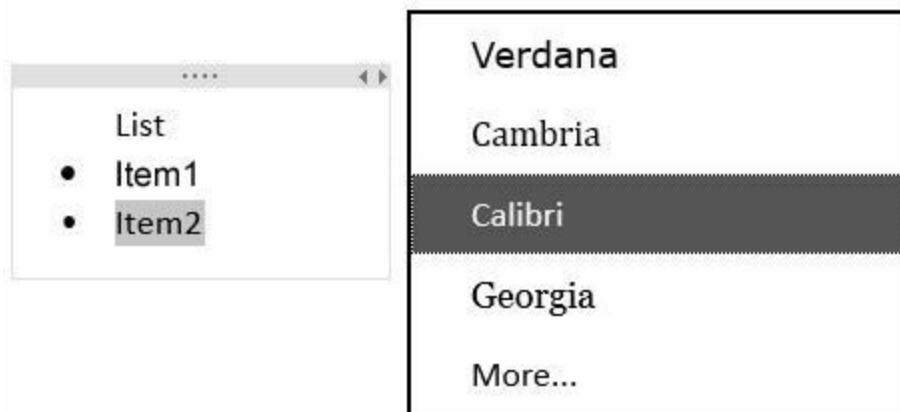 List
• Item1
• Item2
Verdana
Cambria
Calibri
Georgia
More...